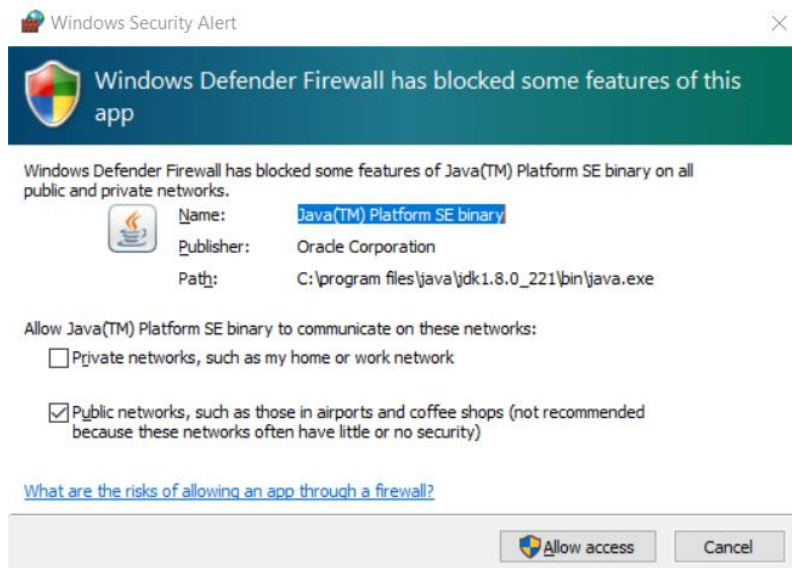 Windows Security Alert
Windows Defender Firewall has blocked some features of this
app
Windows Defender Firewall has blocked some features of Java(TM) Platform SE binary on all
public and private networks.
Name: Java(TM) Platform SE binary
Publisher: Oracle Corporation
Path: C:\program files\java\jdk1.8.0_221\bin\java.exe
Allow Java(TM) Platform SE binary to communicate on these networks:
Private networks, such as my home or work network
Public networks, such as those in airports and coffee shops (not recommended
because these networks often have little or no security)
What are the risks of allowing an app through a firewall?
Allow access Cancel